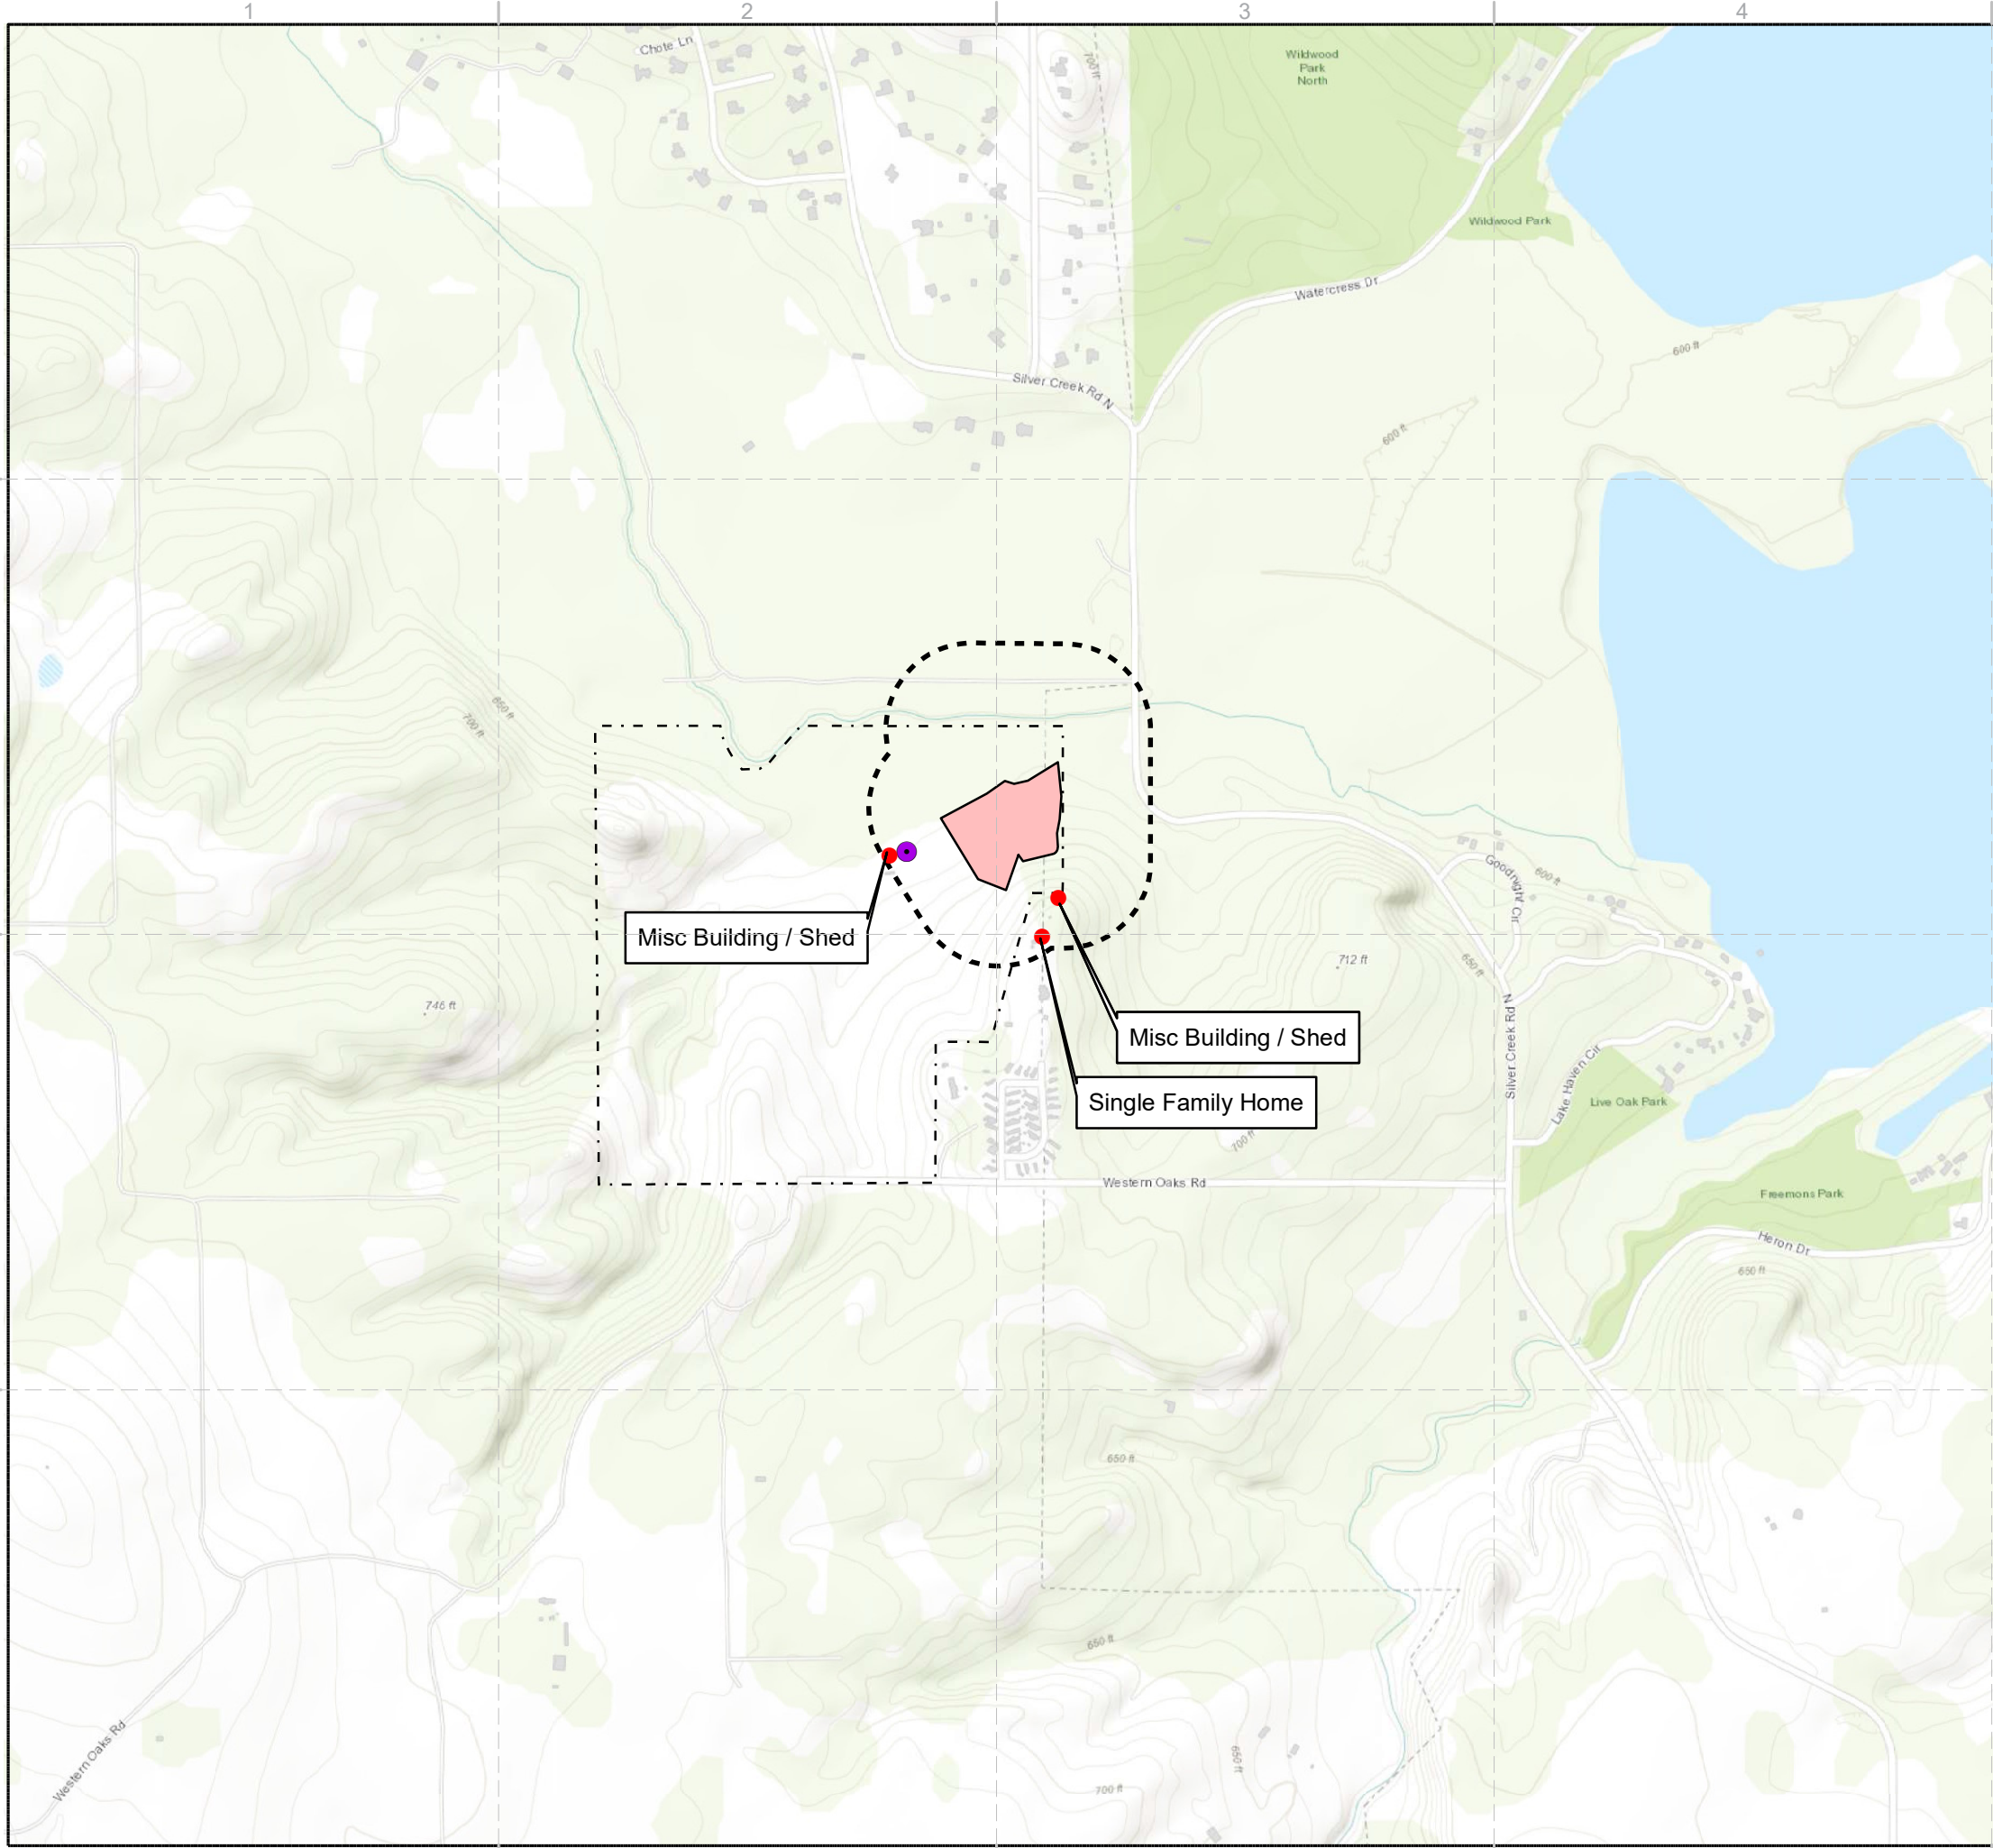 1
2
3
4
Chote Ln
700 ft
Wildwood
Park
North
Wildwood Park
Watercress Dr
600 ft
Silver Creek Rd N
600 ft
650 ft
700 ft
Goodnight Cir
600 ft
Misc Building / Shed
650 ft
712 ft
746 ft
Silver Creek Rd N
Misc Building / Shed
Lake Haven Cir
Single Family Home
Live Oak Park
700 ft
Western Oaks Rd
Freemons Park
Heron Dr
650 ft
650 ft
650 ft
Western Oaks Rd
650 ft
700 ft